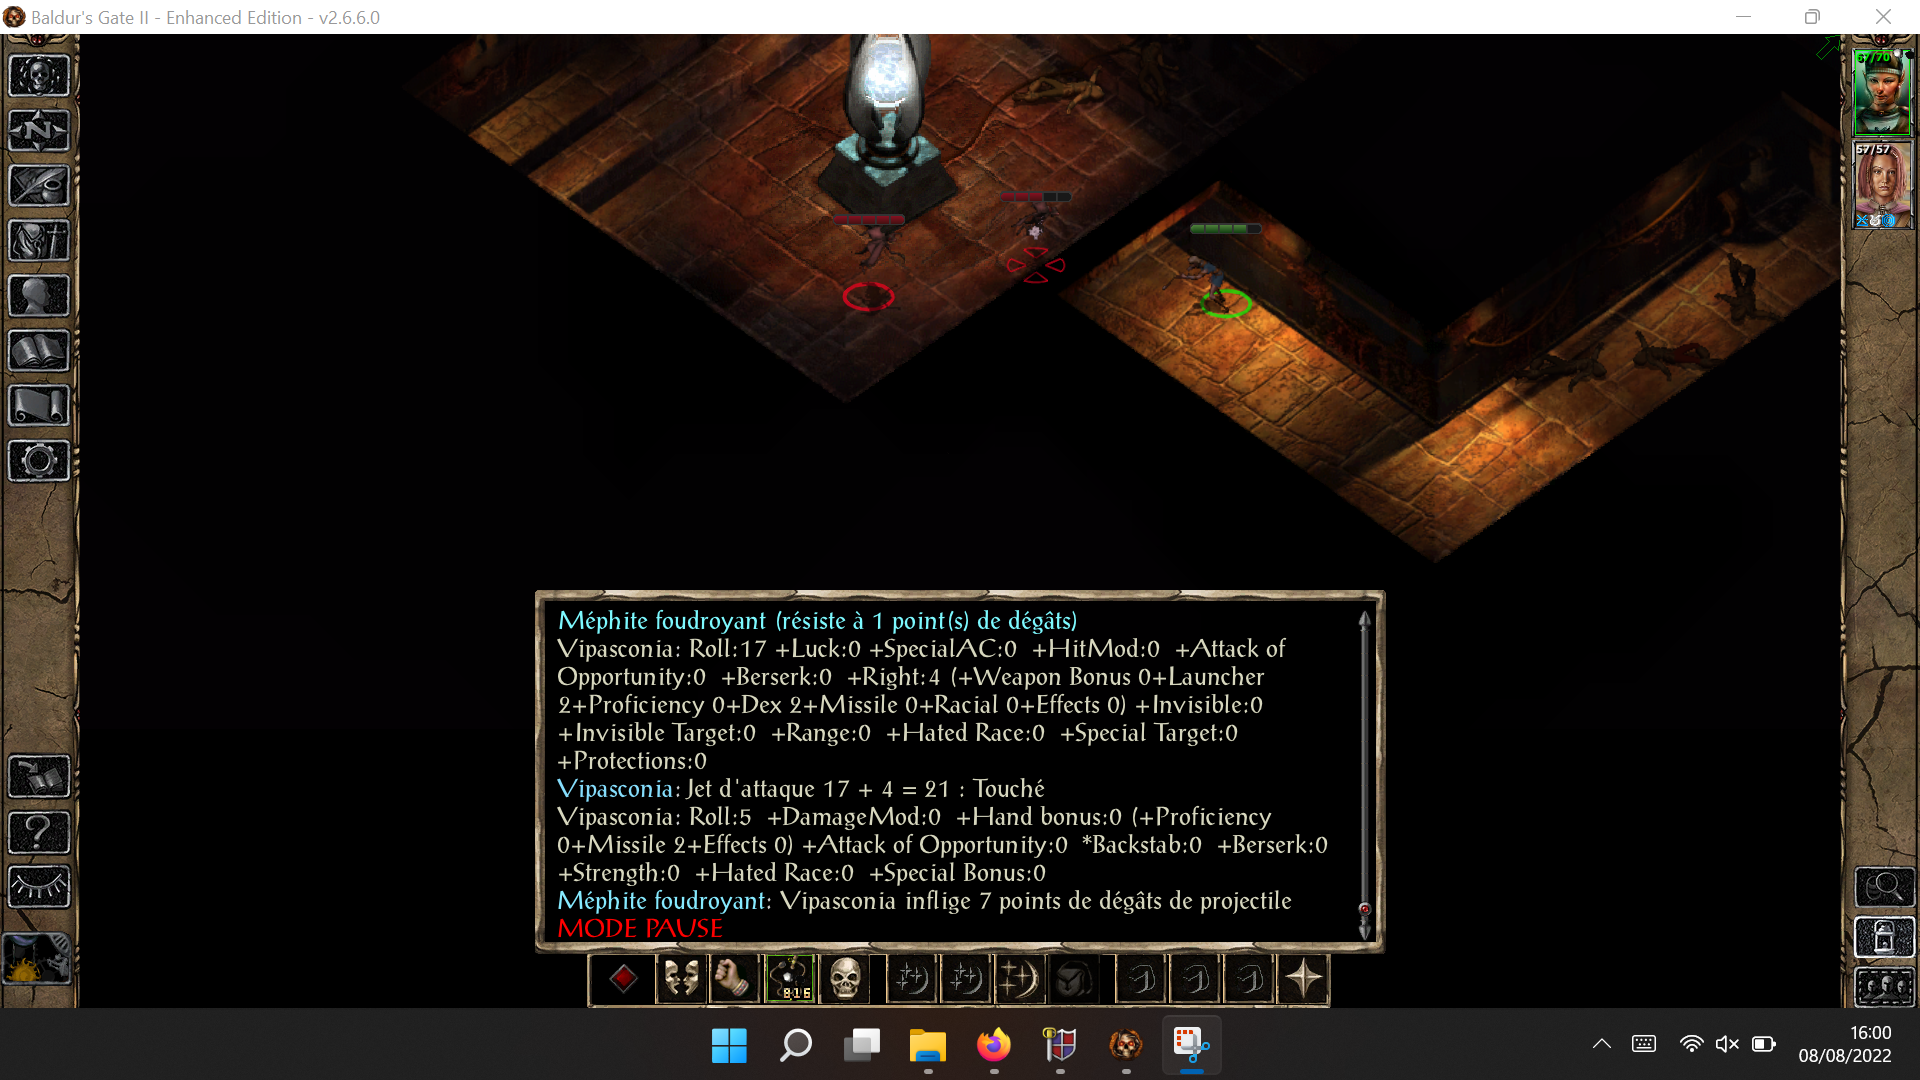 Baldur's Gate II - Enhanced Edition - v2.6.6.0
67/70
57/57
N
Méphite foudroyant (résiste à 1 point(s) de dégâts)
Vipasconia: Roll:17 +Luck:0 +SpecialAC:0 +HitMod:0 +Attack of
Opportunity:0 +Berserk:0 +Right:4 (+Weapon Bonus 0+Launcher
2+Proficiency 0+Dex 2+Missile 0+Racial 0+Effects 0) +Invisible:0
+Invisible Target:0 +Range:0 +Hated Race:0 +Special Target:0
+Protections:0
Vipasconia: Jet d'attaque 17 + 4 = 21 : Touché
Vipasconia: Roll:5 +DamageMod:0 +Hand bonus:0 (+Proficiency
0+Missile 2+Effects 0) +Attack of Opportunity:0 *Backstab:0 +Berserk:0
+Strength:0 +Hated Race:0 +Special Bonus:0
Méphite foudroyant: Vipasconia inflige 7 points de dégâts de projectile
MODE PAUSE
816
16:00
08/08/2022